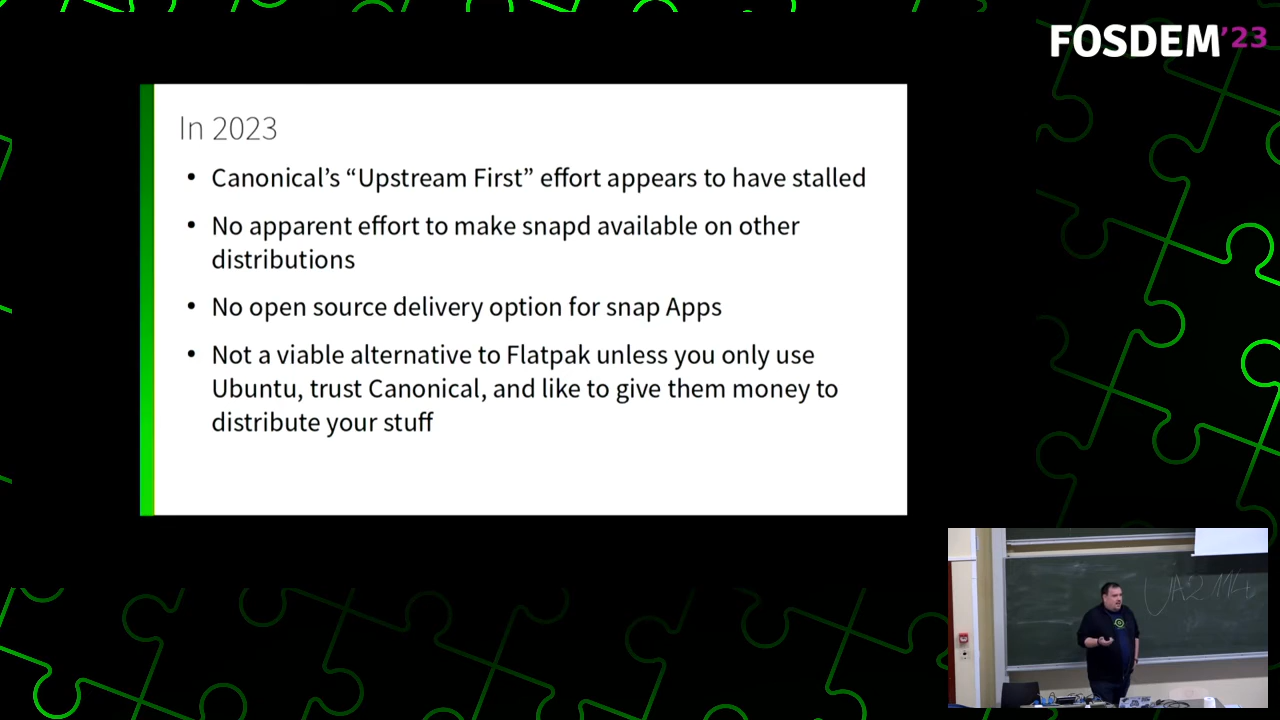 FOSDEM'23
In 2023
• Canonical's “Upstream First” effort appears to have stalled
• No apparent effort to make snapd available on other
distributions
• No open source delivery option for snap Apps
• Not a viable alternative to Flatpak unless you only use
Ubuntu, trust Canonical, and like to give them money to
distribute your stuff